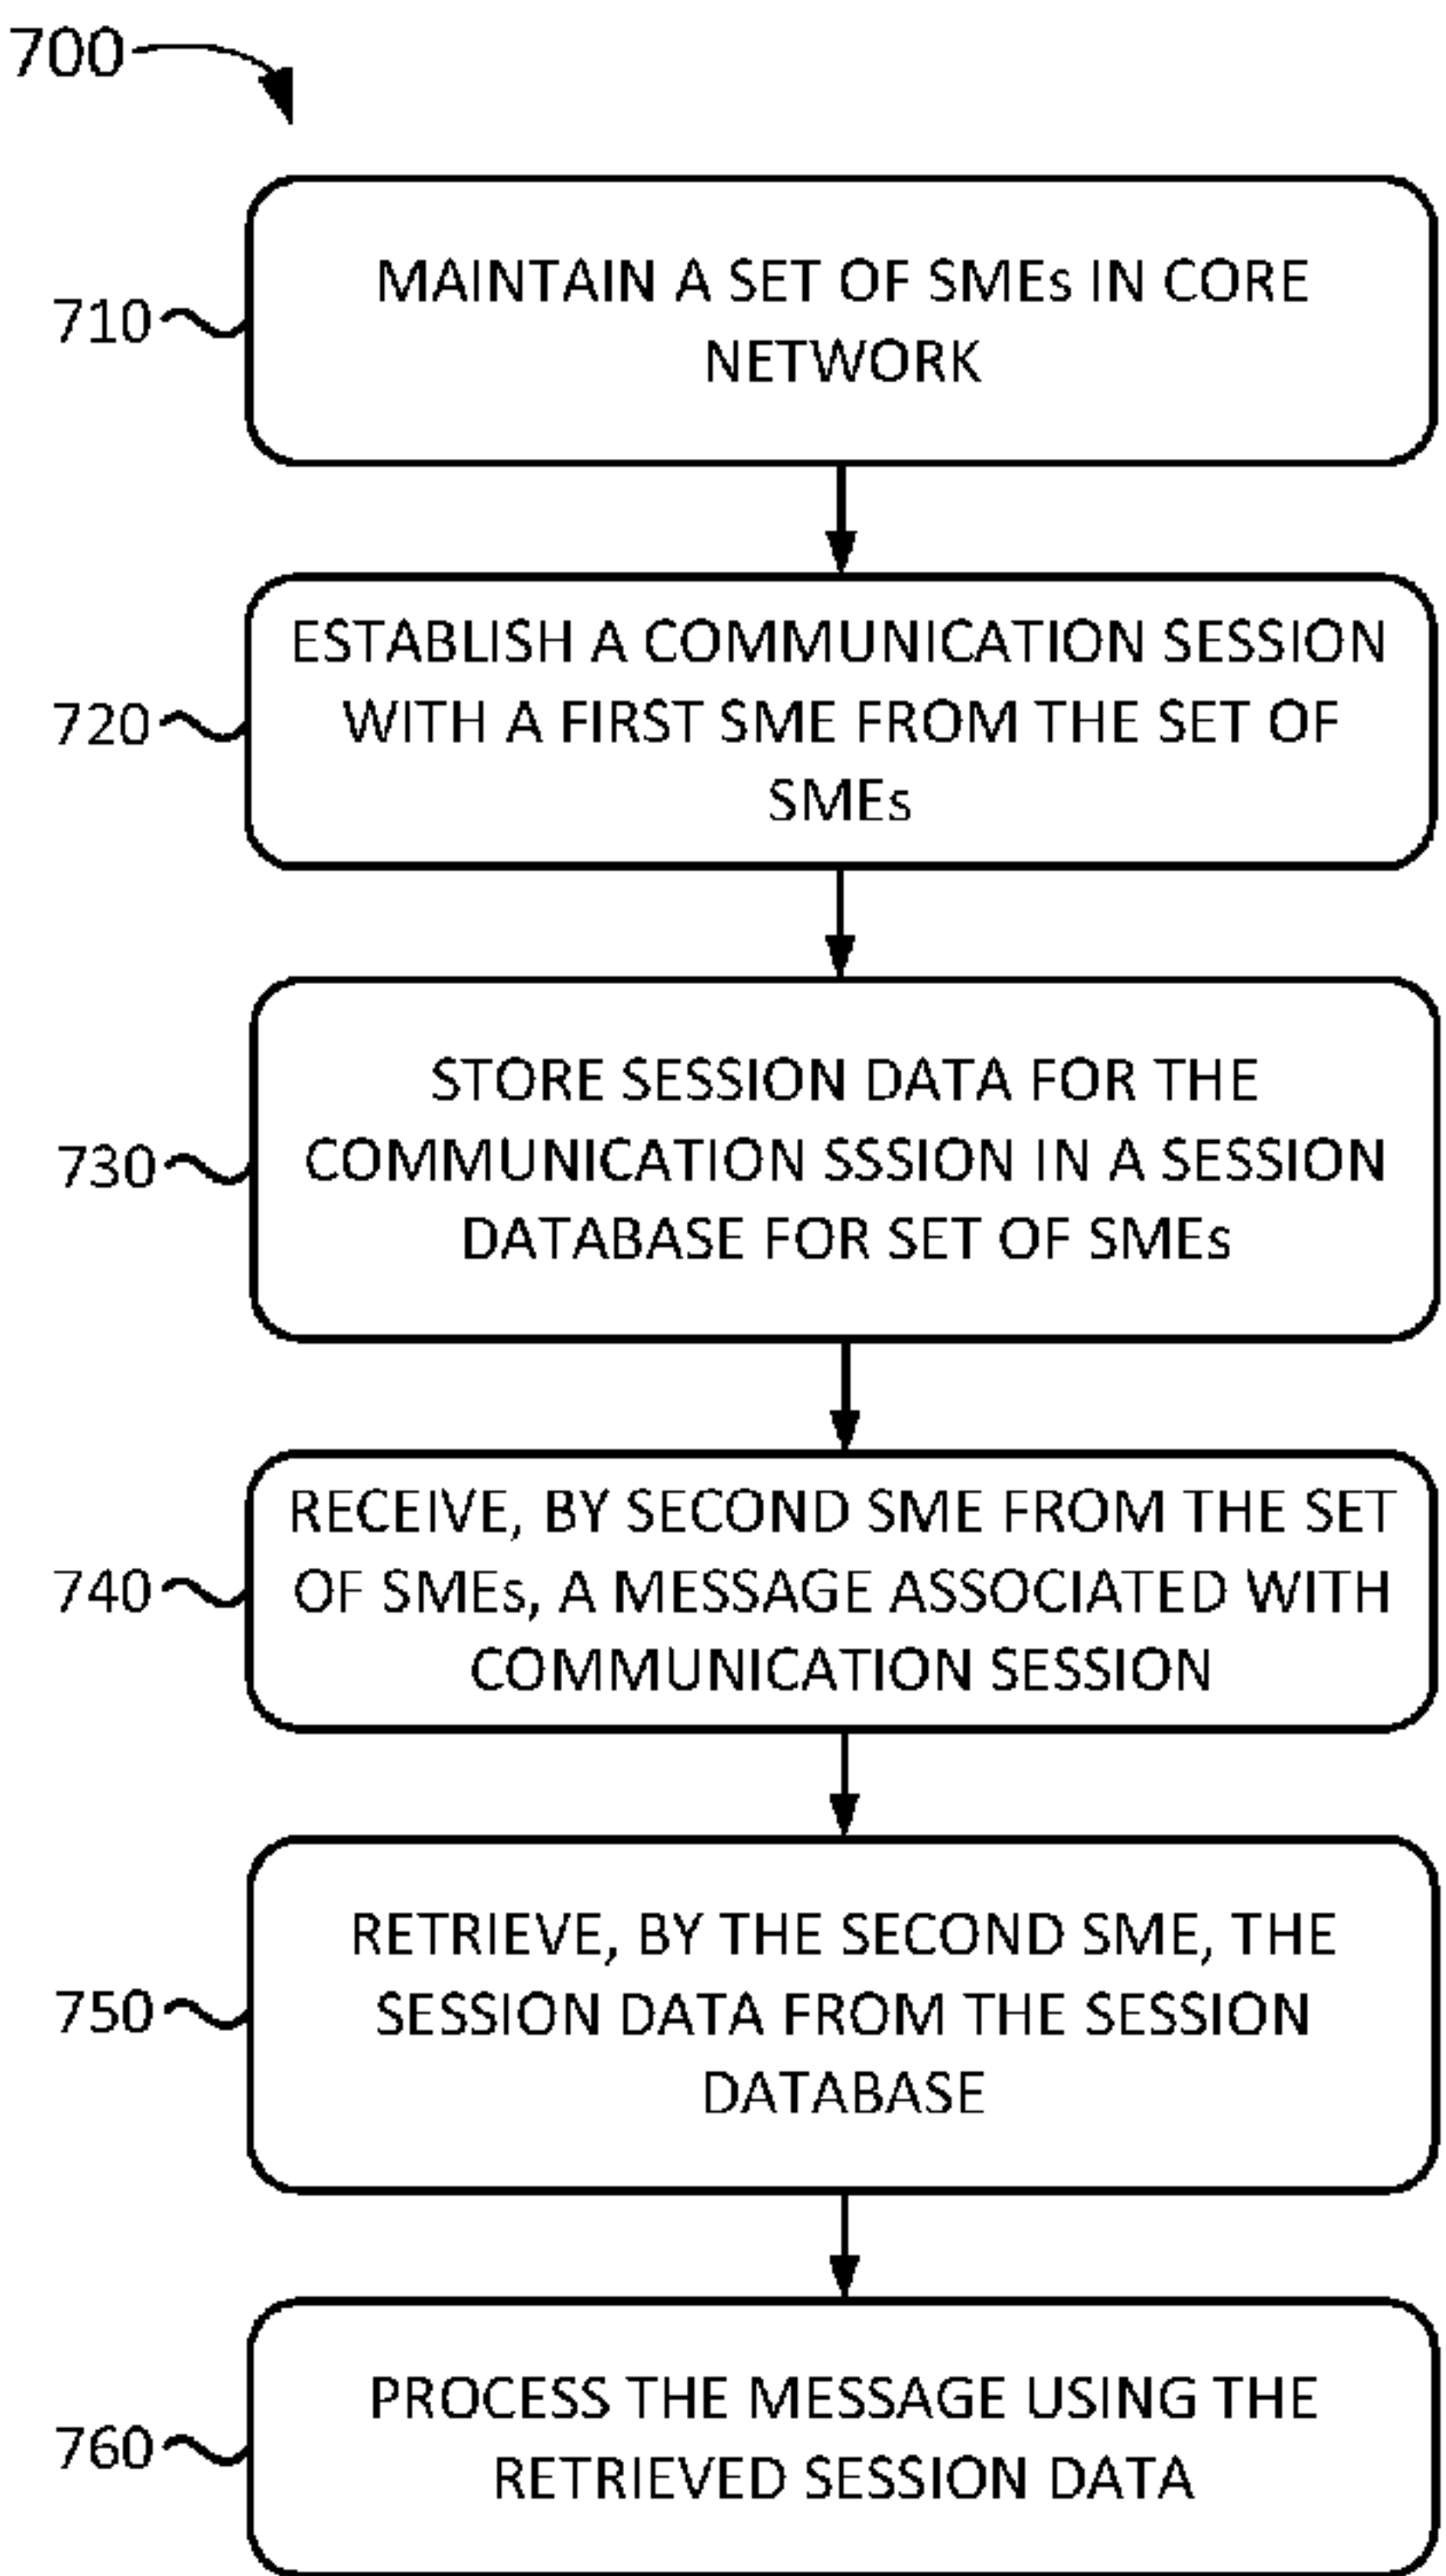 700
710
MAINTAIN A SET OF SMEs IN CORE
NETWORK
720
ESTABLISH A COMMUNICATION SESSION
WITH A FIRST SME FROM THE SET OF
SMEs
730
STORE SESSION DATA FOR THE
COMMUNICATION SSSION IN A SESSION
DATABASE FOR SET OF SMEs
740
RECEIVE, BY SECOND SME FROM THE SET
OF SMEs, A MESSAGE ASSOCIATED WITH
COMMUNICATION SESSION
750
RETRIEVE, BY THE SECOND SME, THE
SESSION DATA FROM THE SESSION
DATABASE
760
PROCESS THE MESSAGE USING THE
RETRIEVED SESSION DATA